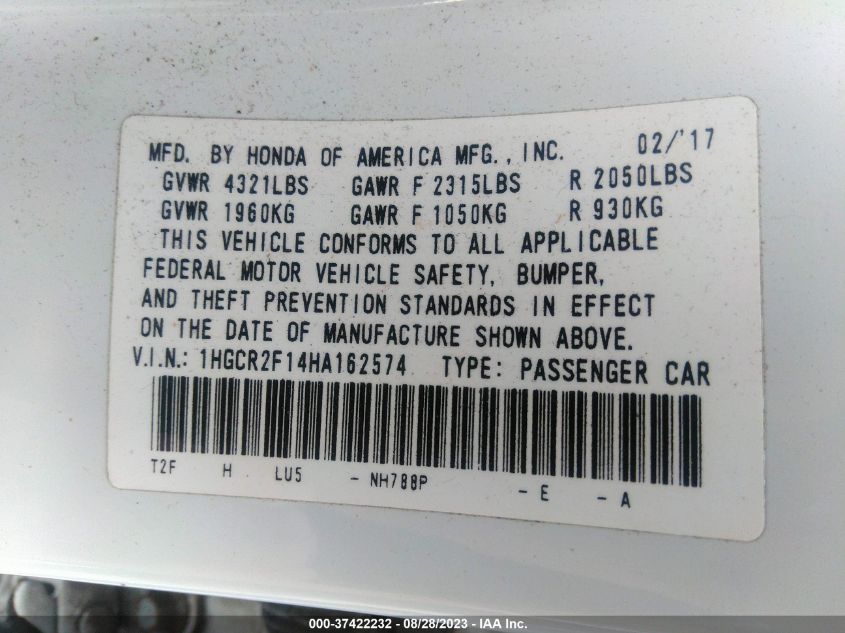 MFD. BY HONDA OF AMERICA MFG., INC. 02/'17
GVWR 4321LBS GAWR F 2315LBS R 2050LBS
GVWR 1960KG GAWR F 1050KG R 930KG
THIS VEHICLE CONFORMS TO ALL APPLICABLE
FEDERAL MOTOR VEHICLE SAFETY, BUMPER,
AND THEFT PREVENTION STANDARDS IN EFFECT
ON THE DATE OF MANUFACTURE SHOWN ABOVE.
V.I.N.: 1HGCR2F14HA162574 TYPE: PASSENGER CAR
T2F H LU5 - NH788P - E - A
000-37422232 - 08/28/2023 - IAA Inc.